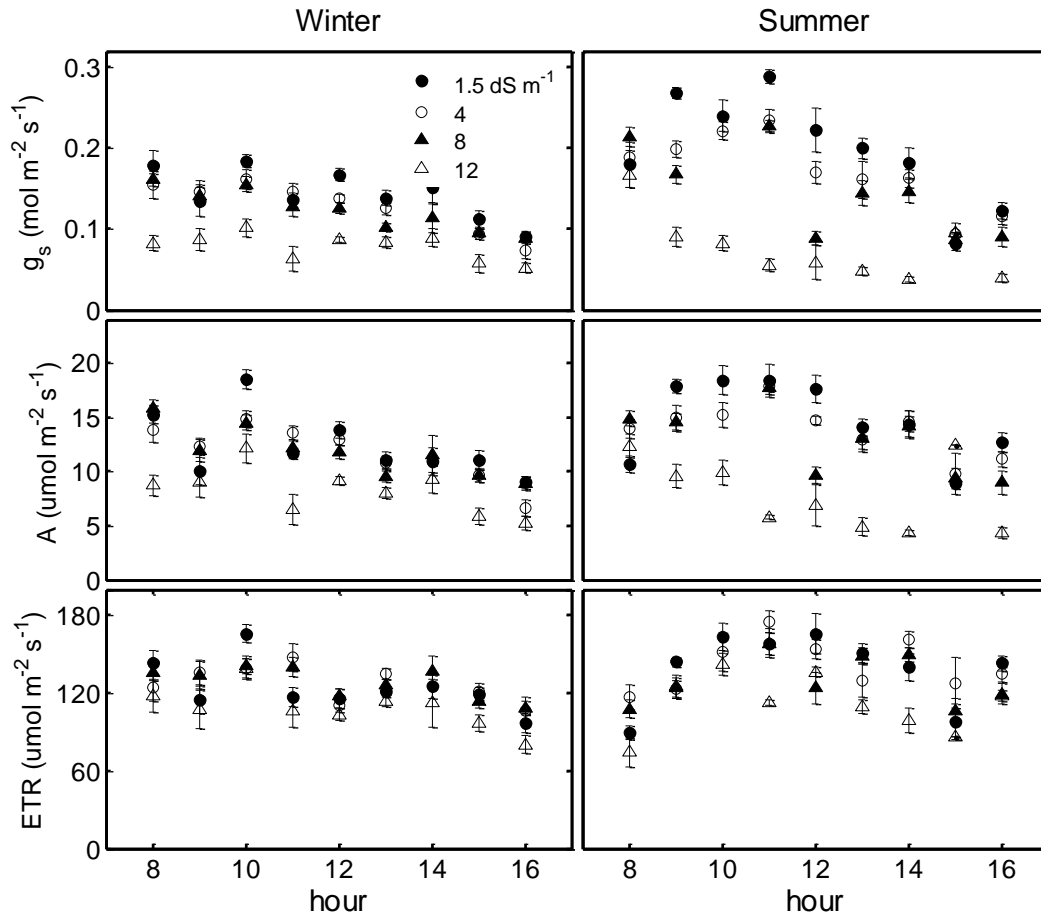 Winter
Summer
0.3
0.2
0.1
0
g_s (mol m^-2 s^-1)
1.5 dS m^-1
4
8
12
20
15
10
5
0
A (umol m^-2 s^-1)
180
120
60
0
ETR (umol m^-2 s^-1)
8 10 12 14 16
8 10 12 14 16
hour
hour